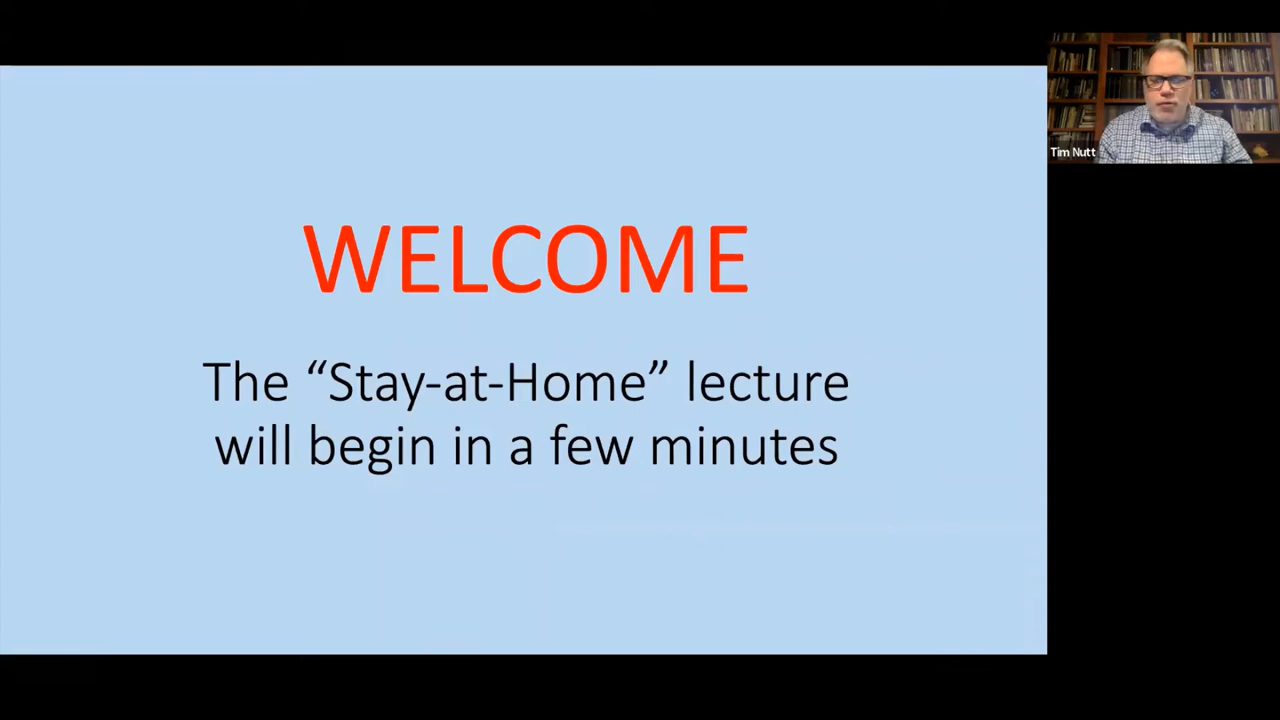 WELCOME
The “Stay-at-Home” lecture
will begin in a few minutes
Tim Nutt